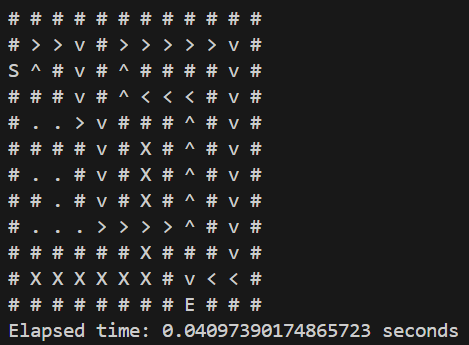 # # # # # # # # # # # #
# > > v # > > > > > v #
S ^ # v # ^ # # # # v #
# # # v # ^ < < < # v #
# . . > v # # # ^ # v #
# # # # v # X # ^ # v #
# . . # v # X # ^ # v #
# # . # v # X # ^ # v #
# . . . > > > > ^ # v #
# # # # # # X # # # v #
# X X X X X X # v < < #
# # # # # # # # E # # #
Elapsed time: 0.04097390174865723 seconds